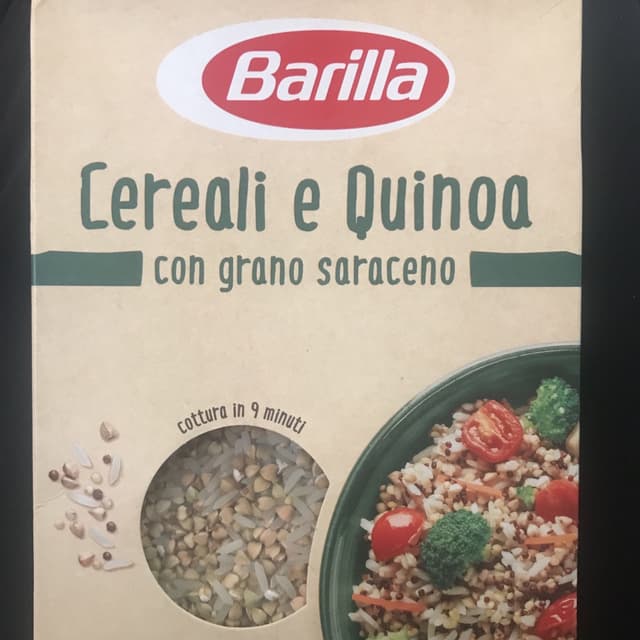 Barilla
Cereali e Quinoa
con grano saraceno
cottura in 9 minuti